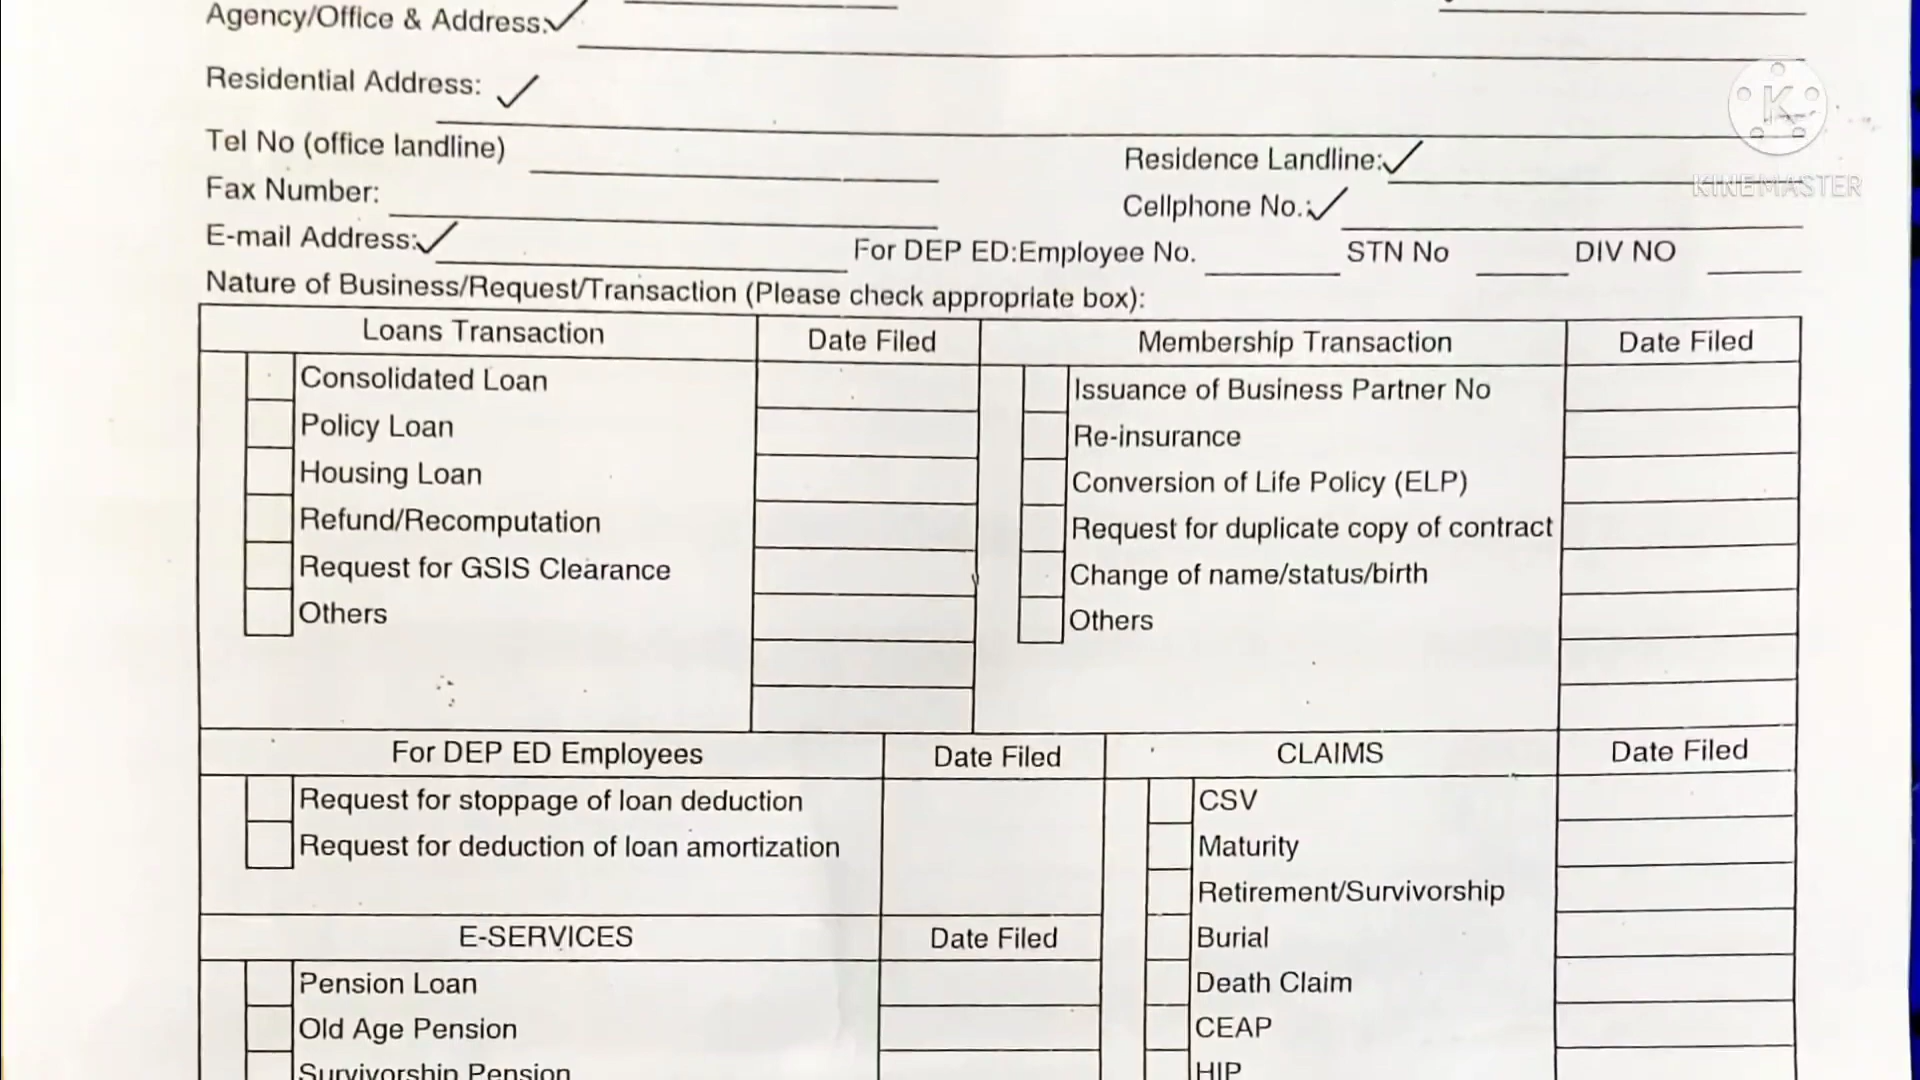 Agency/Office & Address:
Residential Address:
Tel No (office landline)
Residence Landline:
Fax Number:
Cellphone No.:
E-mail Address:
For DEP ED:Employee No. STN No DIV NO
Nature of Business/Request/Transaction (Please check appropriate box):
Loans Transaction
Date Filed
Consolidated Loan
Policy Loan
Housing Loan
Refund/Recomputation
Request for GSIS Clearance
Others
Membership Transaction
Date Filed
Issuance of Business Partner No
Re-insurance
Conversion of Life Policy (ELP)
Request for duplicate copy of contract
Change of name/status/birth
Others
For DEP ED Employees
Date Filed
Request for stoppage of loan deduction
Request for deduction of loan amortization
E-SERVICES
Date Filed
Pension Loan
Old Age Pension
Survivorship Pension
CLAIMS
Date Filed
CSV
Maturity
Retirement/Survivorship
Burial
Death Claim
CEAP
HIP
K
KINEMASTER